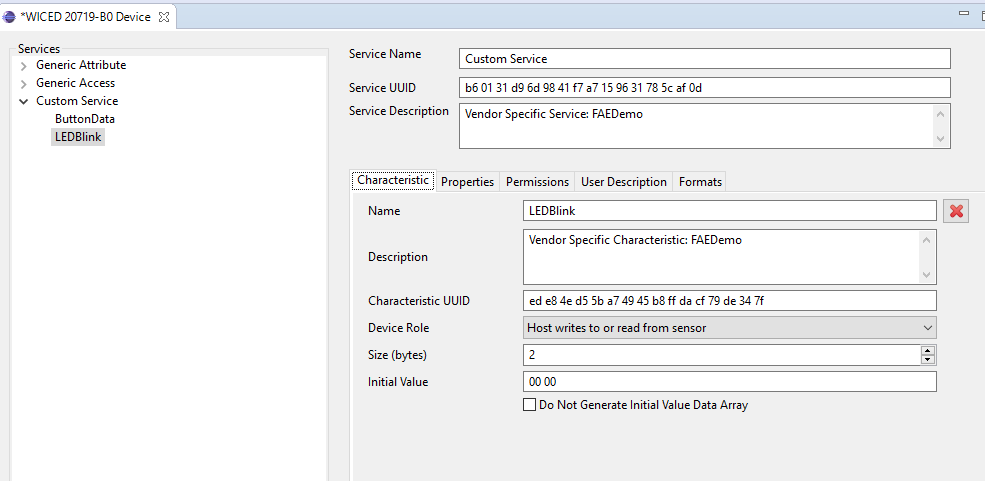 *WICED 20719-B0 Device
Services
Generic Attribute
Generic Access
Custom Service
ButtonData
LEDBlink
Service Name Custom Service
Service UUID b6 01 31 d9 6d 98 41 f7 a7 15 96 31 78 5c af 0d
Service Description Vendor Specific Service: FAEDemo
Characteristic Properties Permissions User Description Formats
Name LEDBlink
Description Vendor Specific Characteristic: FAEDemo
Characteristic UUID ed e8 4e d5 5b a7 49 45 b8 ff da cf 79 de 34 7f
Device Role Host writes to or read from sensor
Size (bytes) 2
Initial Value 00 00
Do Not Generate Initial Value Data Array